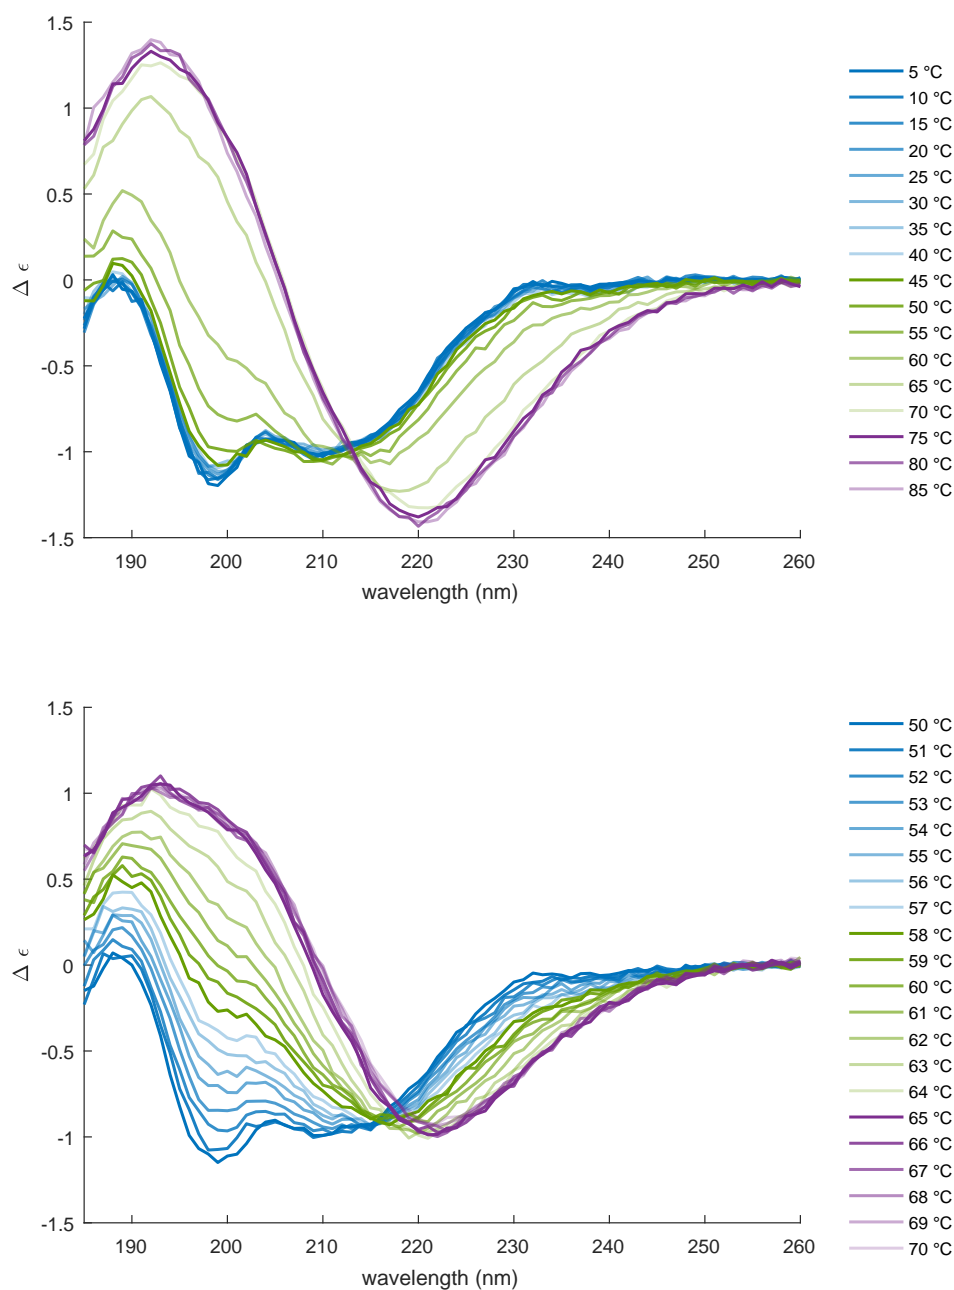 1.5
1
0.5
0
-0.5
-1
-1.5
Δ ϵ
190 200 210 220 230 240 250 260
wavelength (nm)
5 °C
10 °C
15 °C
20 °C
25 °C
30 °C
35 °C
40 °C
45 °C
50 °C
55 °C
60 °C
65 °C
70 °C
75 °C
80 °C
85 °C
1.5
1
0.5
0
-0.5
-1
-1.5
Δ ϵ
190 200 210 220 230 240 250 260
wavelength (nm)
50 °C
51 °C
52 °C
53 °C
54 °C
55 °C
56 °C
57 °C
58 °C
59 °C
60 °C
61 °C
62 °C
63 °C
64 °C
65 °C
66 °C
67 °C
68 °C
69 °C
70 °C